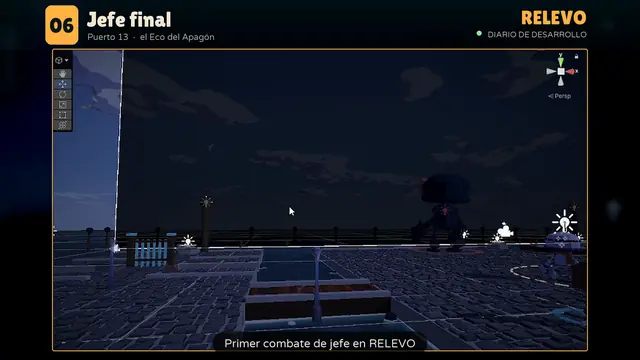 06
Jefe final
Puerto 13 · el Eco del Apagón
RELEVO
DIARIO DE DESARROLLO
y
x
< Persp
Primer combate de jefe en RELEVO